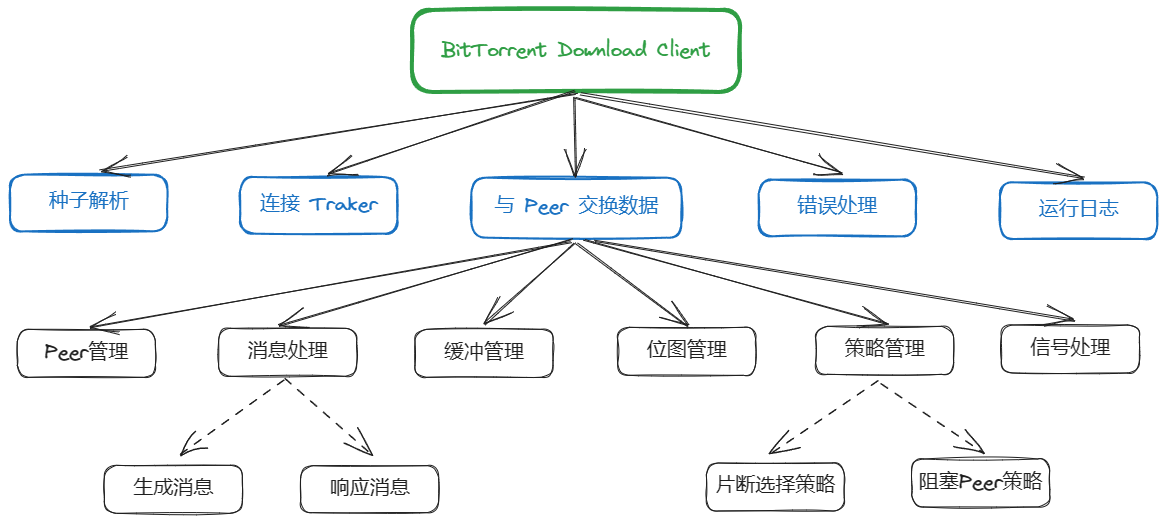 BitTorrent Download Client
种子解析
连接 Traker
与 Peer 交换数据
错误处理
运行日志
Peer管理
消息处理
缓冲管理
位图管理
策略管理
信号处理
生成消息
响应消息
片断选择策略
阻塞Peer策略